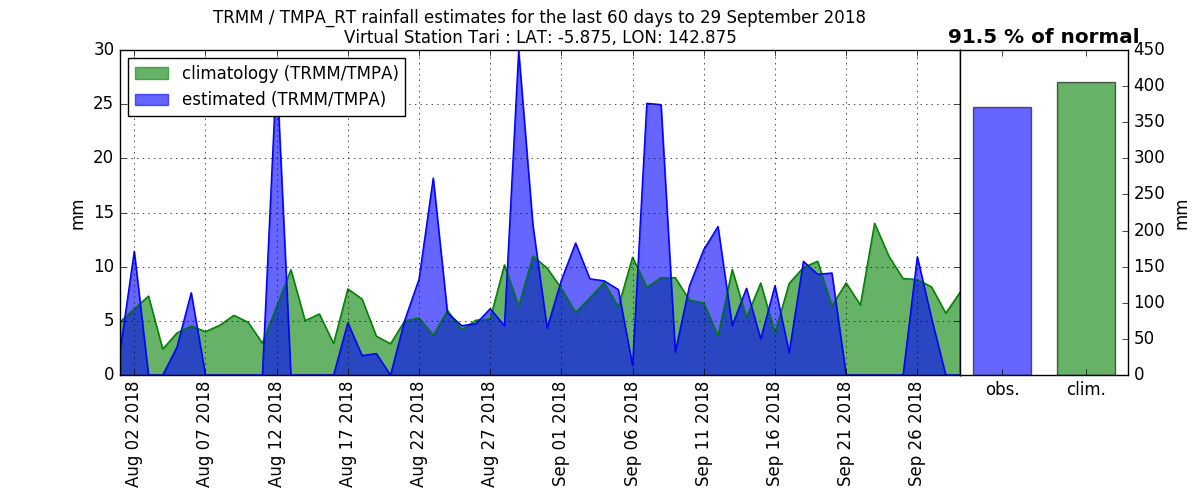 TRMM / TMPA_RT rainfall estimates for the last 60 days to 29 September 2018
Virtual Station Tari : LAT: -5.875, LON: 142.875
91.5 % of normal
climatology (TRMM/TMPA)
estimated (TRMM/TMPA)
30
25
20
15
10
5
0
mm
450
400
350
300
250
200
150
100
50
0
mm
Aug 02 2018
Aug 07 2018
Aug 12 2018
Aug 17 2018
Aug 22 2018
Aug 27 2018
Sep 01 2018
Sep 06 2018
Sep 11 2018
Sep 16 2018
Sep 21 2018
Sep 26 2018
obs.
clim.